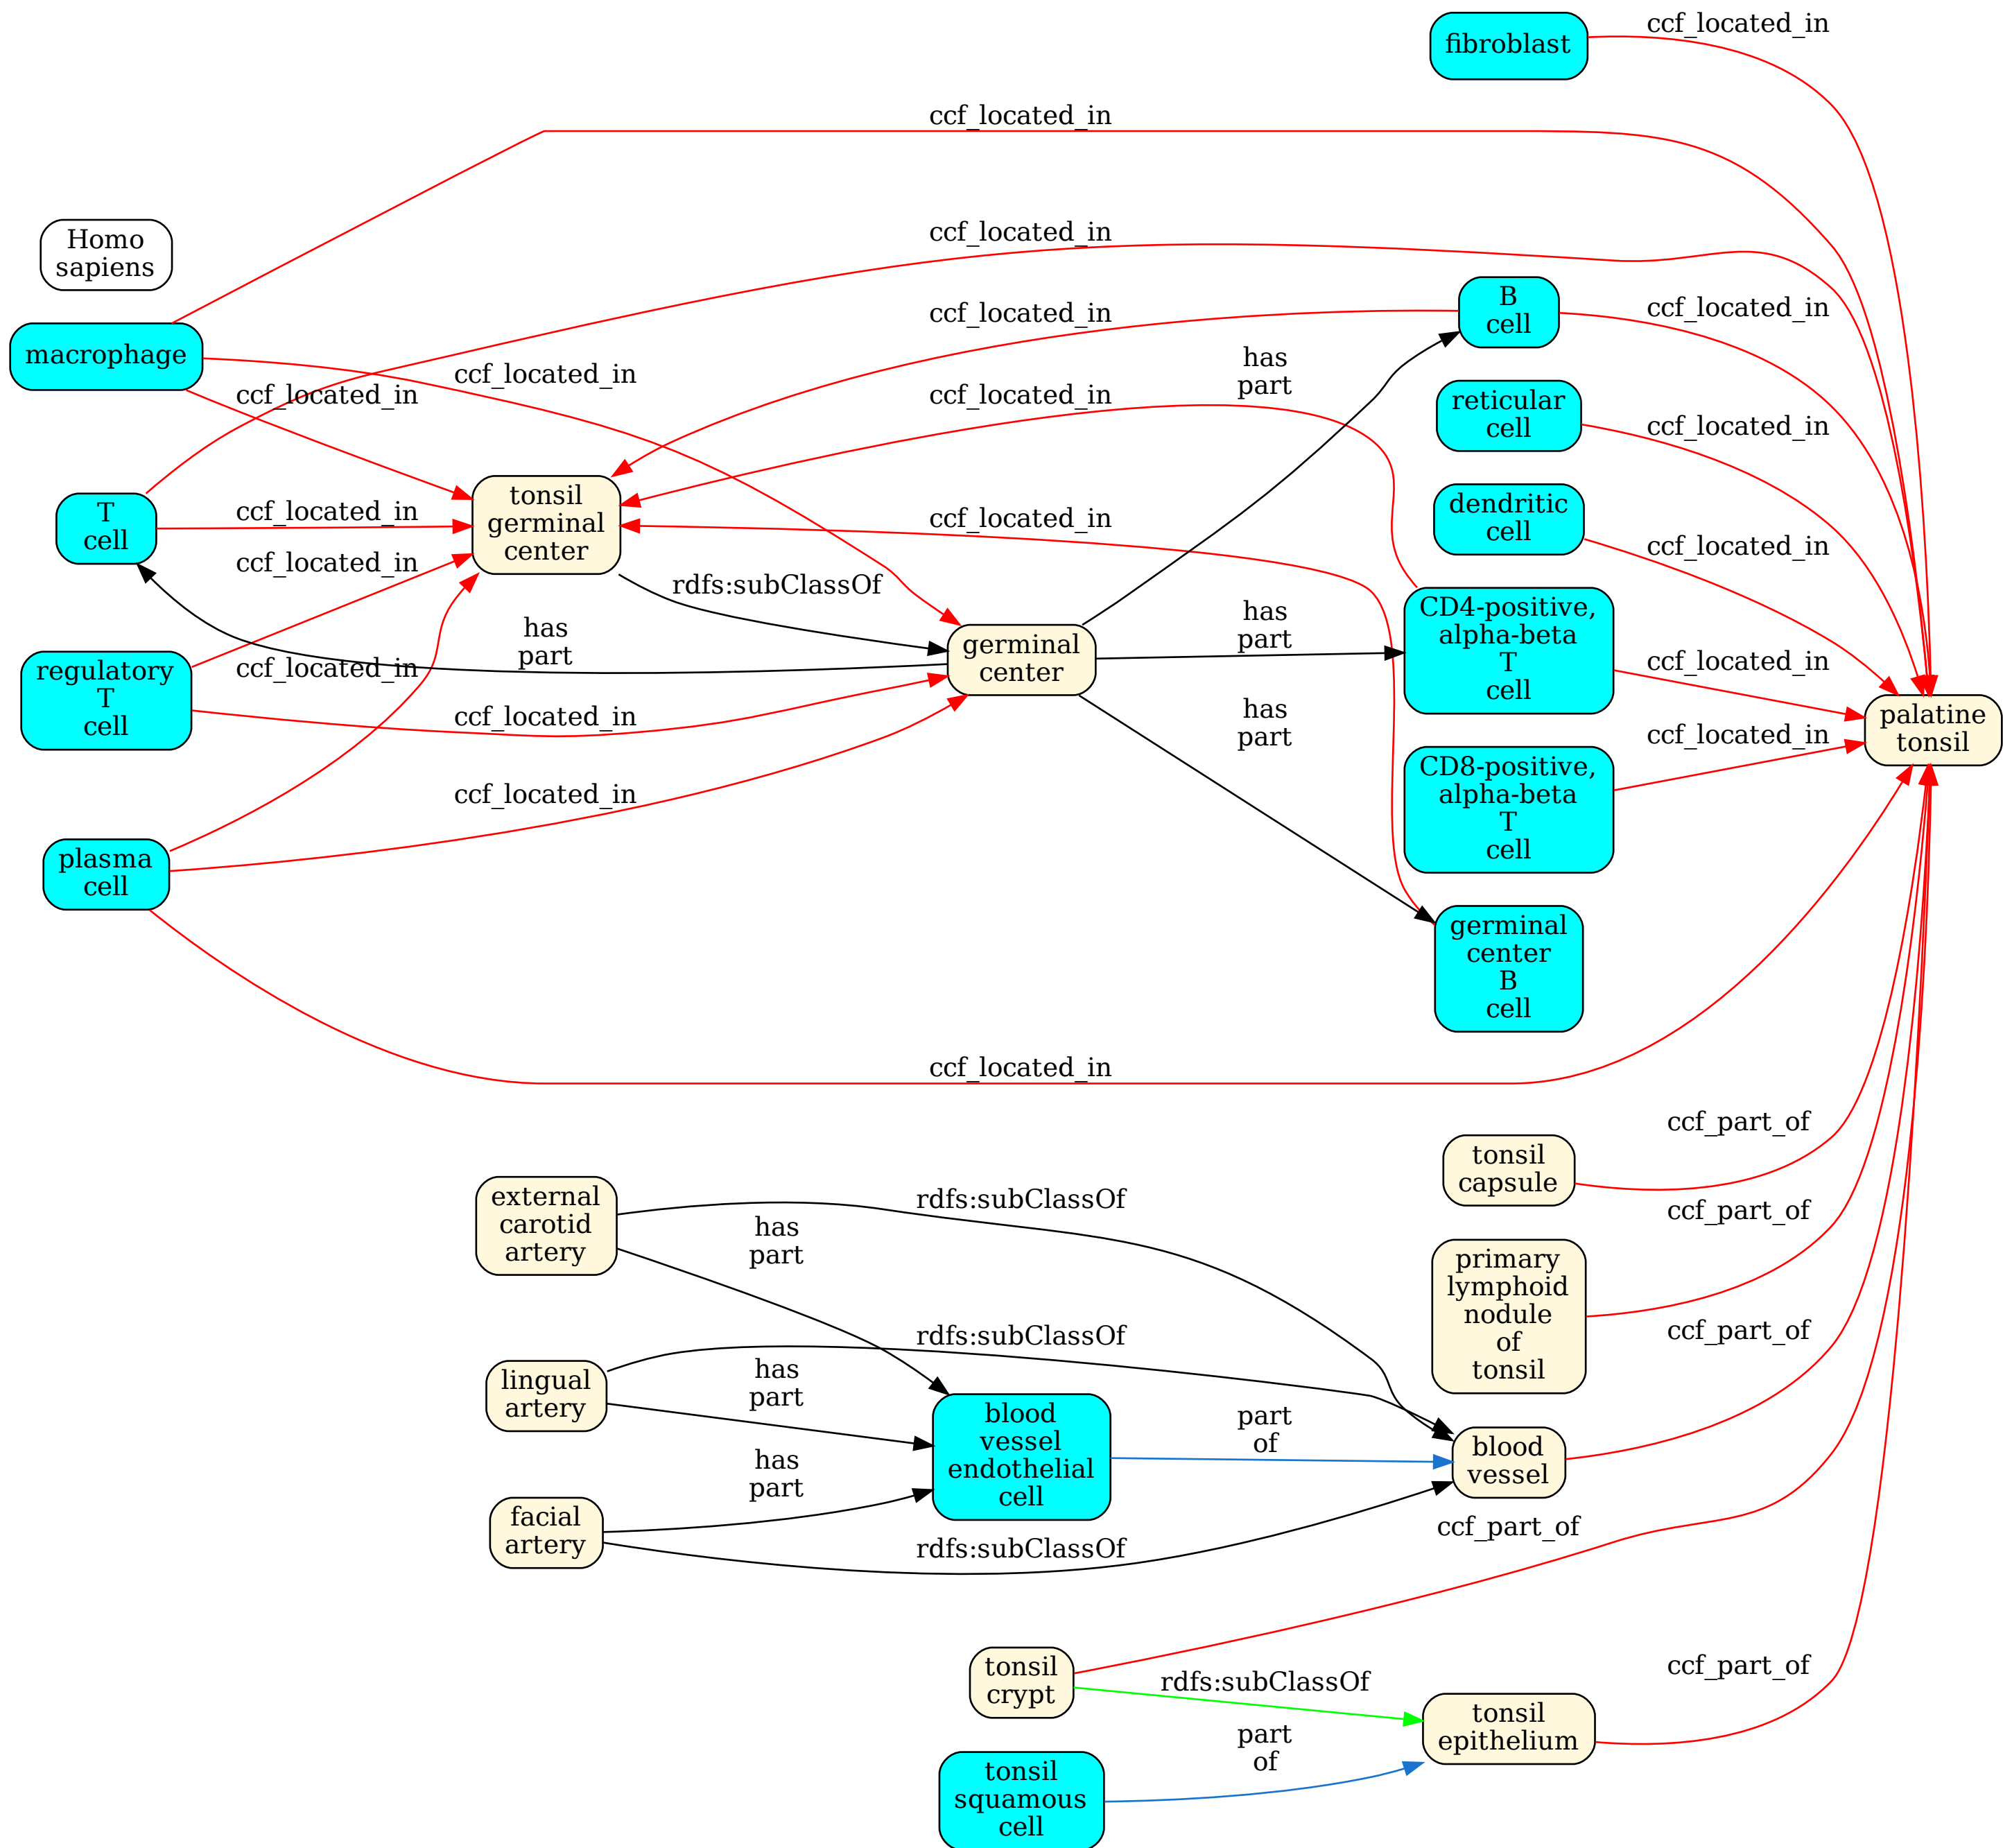 fibroblast
ccf_located_in
ccf_located_in
Homo
sapiens
ccf_located_in
macrophage
ccf_located_in
ccf_located_in
ccf_located_in
B
cell
ccf_located_in
has
part
ccf_located_in
reticular
cell
ccf_located_in
T
cell
ccf_located_in
tonsil
germinal
center
ccf_located_in
dendritic
cell
ccf_located_in
ccf_located_in
rdfs:subClassOf
has
part
CD4-positive,
alpha-beta
T
cell
ccf_located_in
regulatory
T
cell
ccf_located_in
has
part
germinal
center
ccf_located_in
has
part
palatine
tonsil
CD8-positive,
alpha-beta
T
cell
ccf_located_in
plasma
cell
ccf_located_in
germinal
center
B
cell
ccf_located_in
tonsil
capsule
ccf_part_of
external
carotid
artery
has
part
rdfs:subClassOf
primary
lymphoid
nodule
of
tonsil
ccf_part_of
lingual
artery
has
part
rdfs:subClassOf
ccf_part_of
blood
vessel
endothelial
cell
part
of
blood
vessel
facial
artery
has
part
rdfs:subClassOf
ccf_part_of
tonsil
crypt
rdfs:subClassOf
tonsil
epithelium
ccf_part_of
tonsil
squamous
cell
part
of